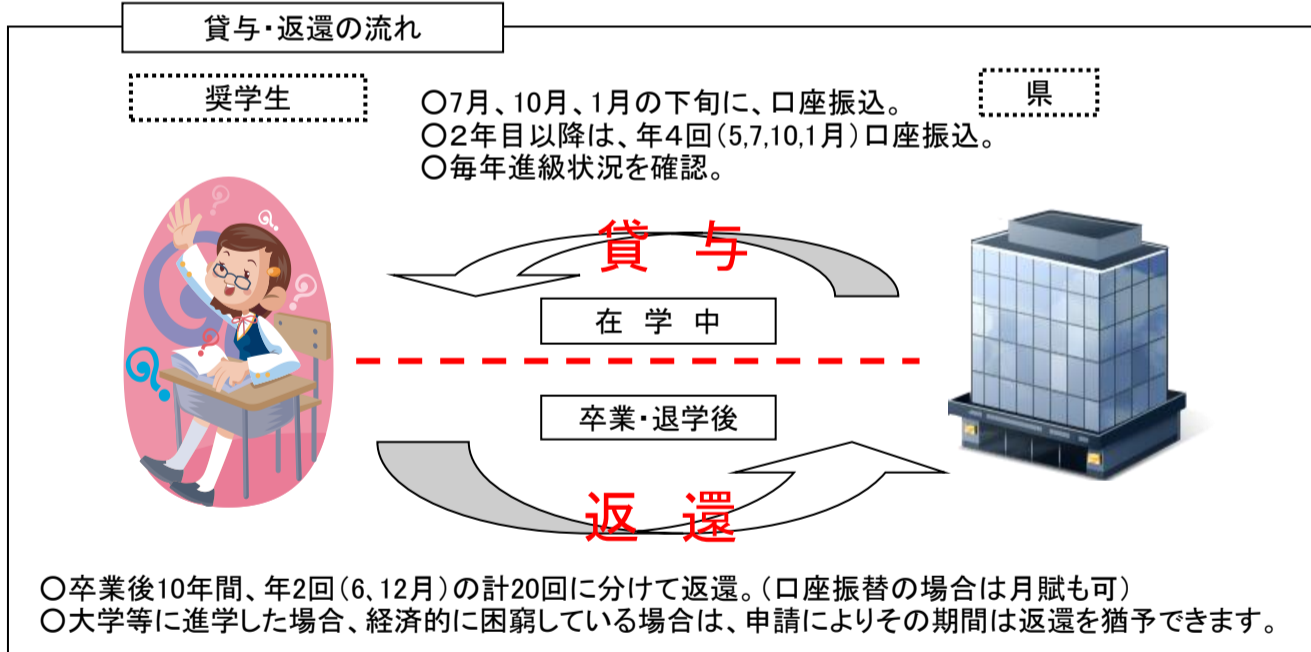 貸与・返還の流れ
奨学生
県
○7月、10月、1月の下旬に、口座振込。
○2年目以降は、年4回(5,7,10,1月)口座振込。
○毎年進級状況を確認。
貸 与
在 学 中
卒業・退学後
返 還
○卒業後10年間、年2回(6、12月)の計20回に分けて返還。(口座振替の場合は月賦も可)
○大学等に進学した場合、経済的に困窮している場合は、申請によりその期間は返還を猶予できます。